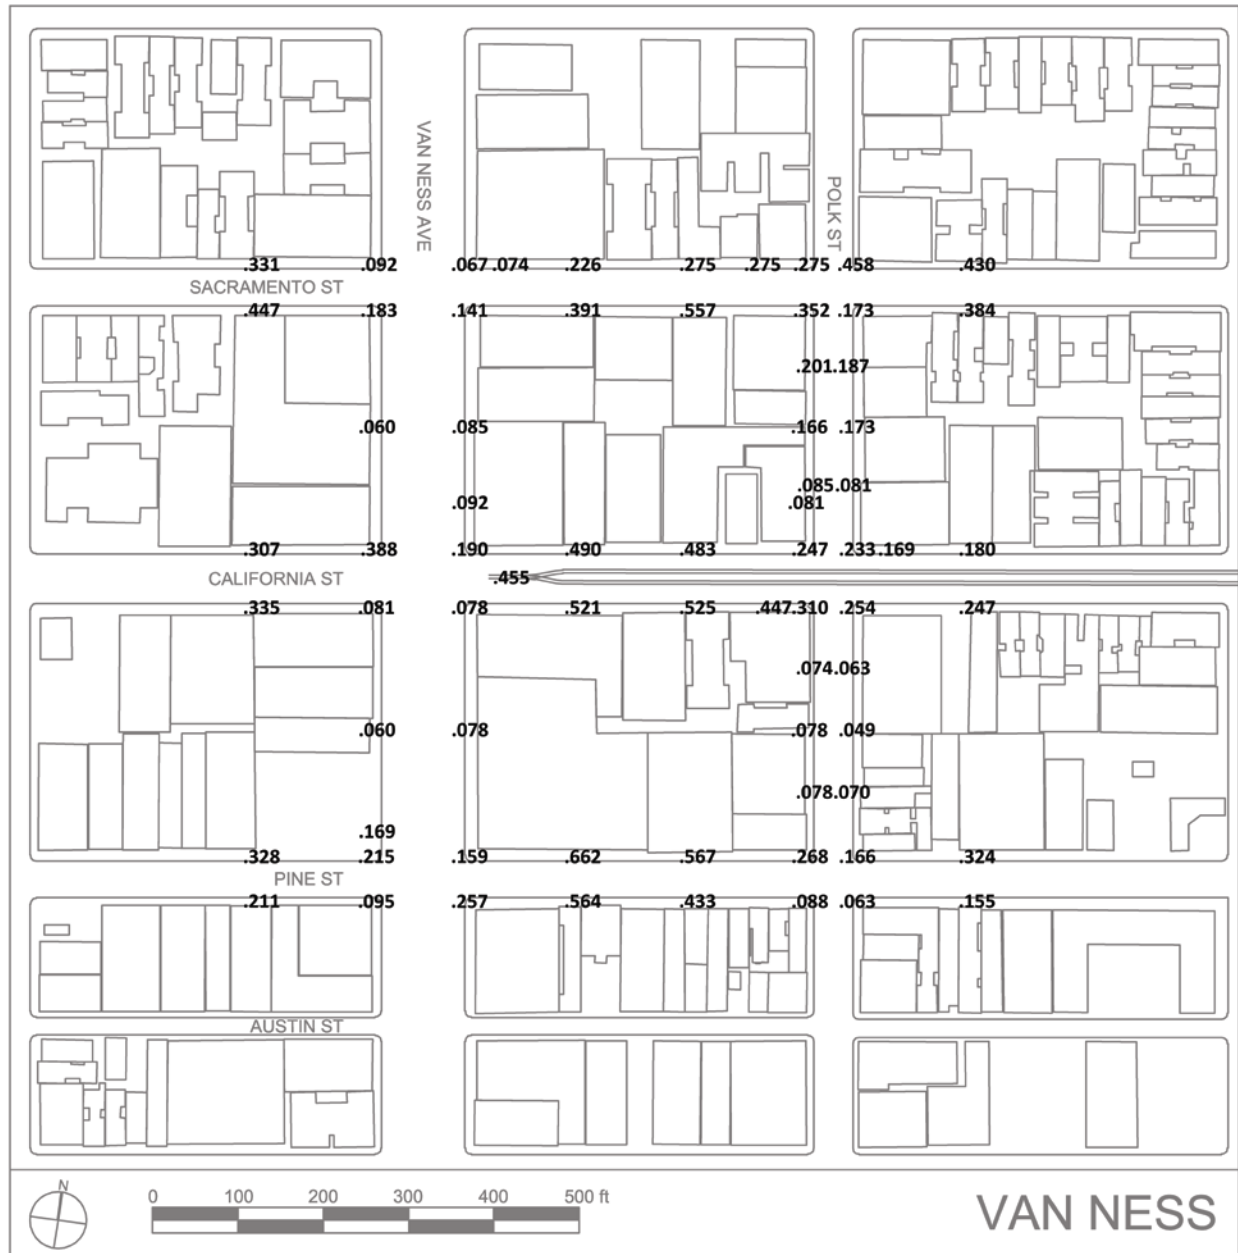 VAN NESS AVE
POLK ST
.331 .092 .067 .074 .226 .275 .275 .275 .458 .430
SACRAMENTO ST
.447 .183 .141 .391 .557 .352 .173 .384
.201 .187
.060 .085 .166 .173
.085 .081
.092 .081
.307 .388 .190 .490 .483 .247 .233 .169 .180
CALIFORNIA ST .455
.335 .081 .078 .521 .525 .447 .310 .254 .247
.074 .063
.060 .078 .078 .049
.078 .070
.169
.328 .215 .159 .662 .567 .268 .166 .324
PINE ST
.211 .095 .257 .564 .433 .088 .063 .155
AUSTIN ST
N
0 100 200 300 400 500 ft
VAN NESS